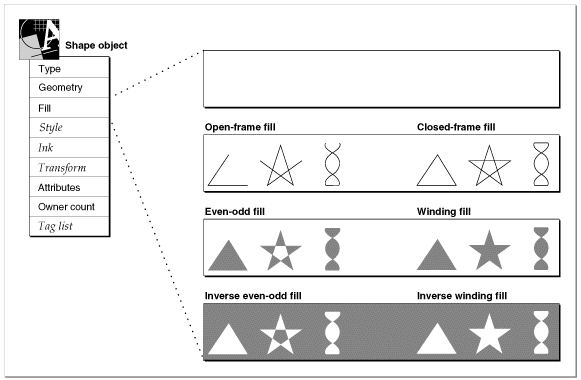 Shape object
Type
Geometry
Fill
Style
Ink
Transform
Attributes
Owner count
Tag list
Open-frame fill
Closed-frame fill
Even-odd fill
Winding fill
Inverse even-odd fill
Inverse winding fill